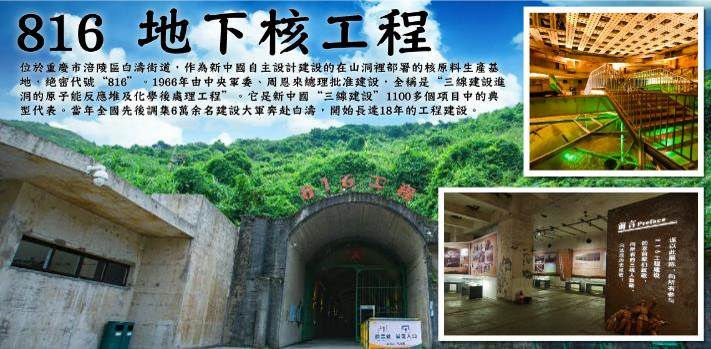 816 地下核工程
位於重慶市涪陵區白濤街道，作為新中國自主設計建設的在山洞裡部署的核原料生產基
地，絕密代號“816”。1966年由中央軍委、周恩來總理批准建設，全稱是“三線建設進
洞的原子能反應堆及化學後處理工程”。它是新中國“三線建設”1100多個項目中的典
型代表。當年全國先後調集6萬余名建設大軍奔赴白濤，開始長達18年的工程建設。
816工程
前言 Preface